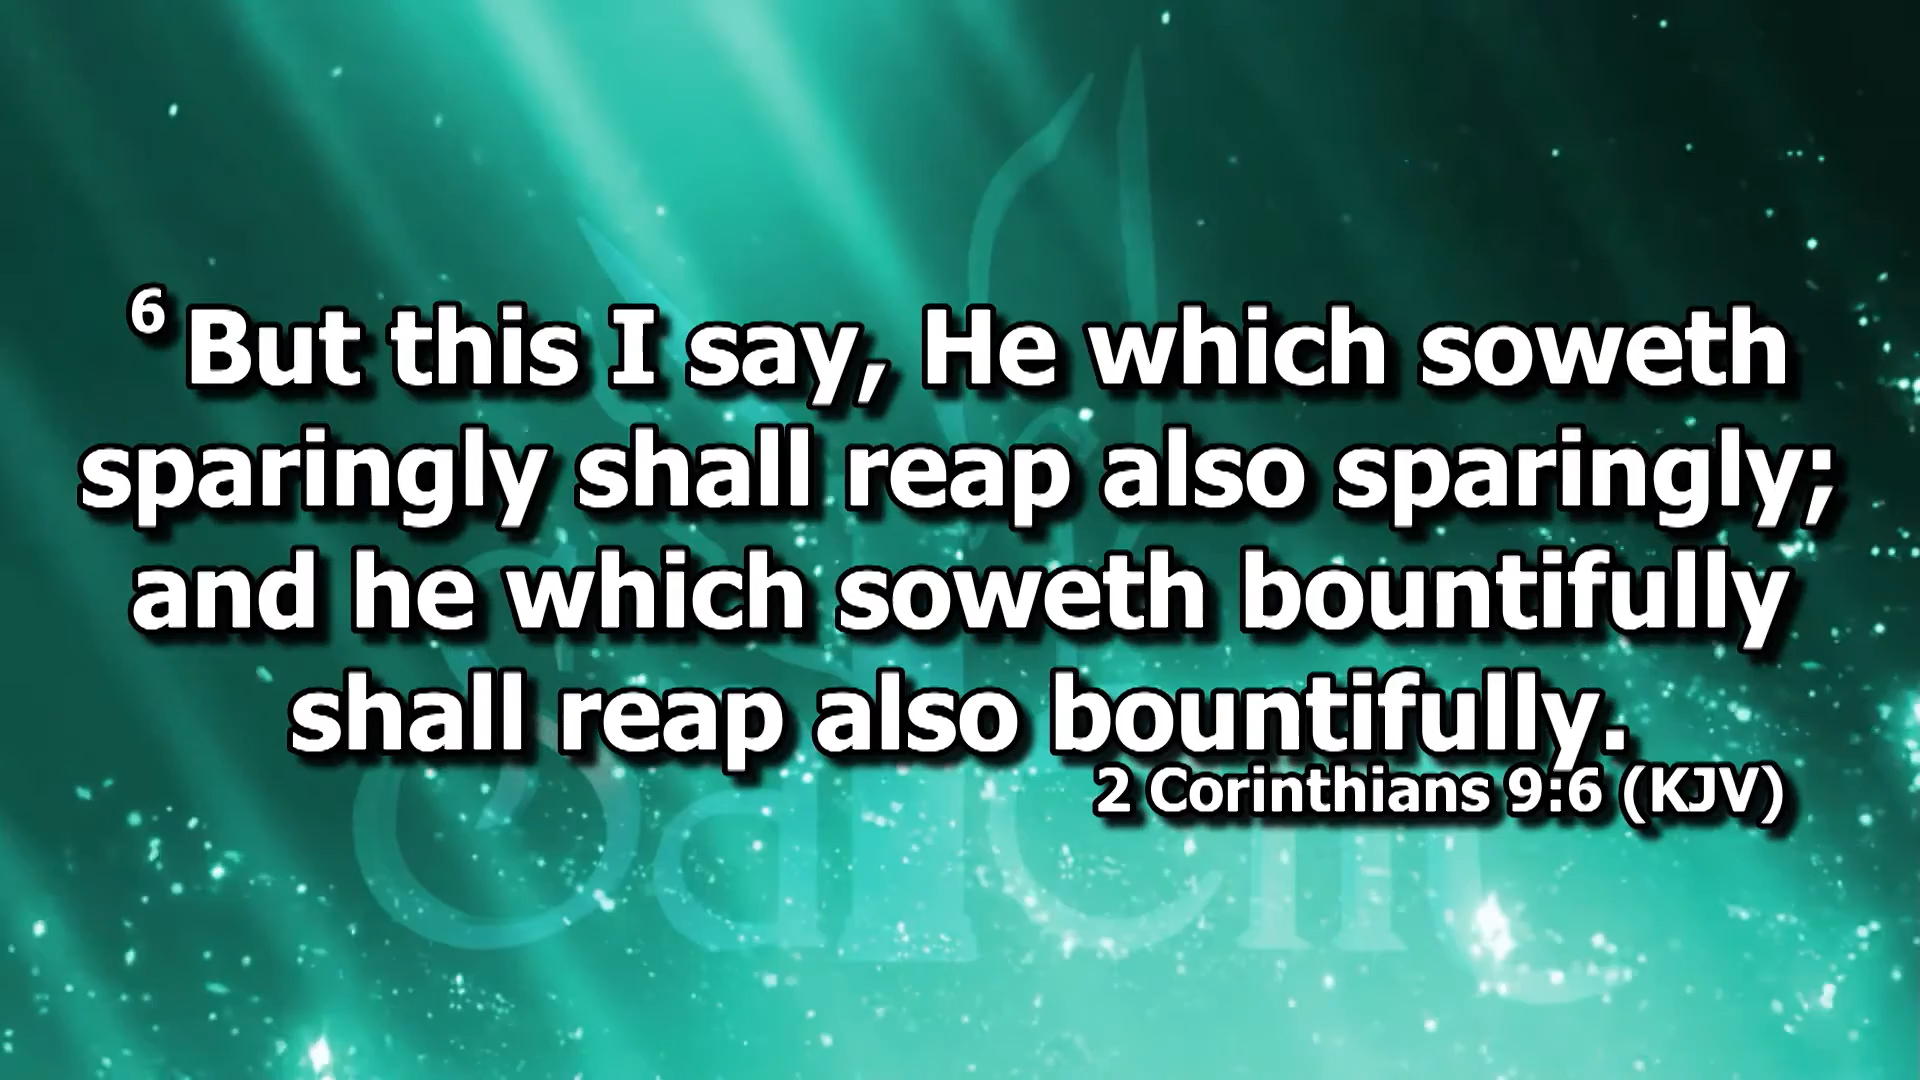 6 But this I say, He which soweth
sparingly shall reap also sparingly;
and he which soweth bountifully
shall reap also bountifully.
2 Corinthians 9:6 (KJV)
Salem